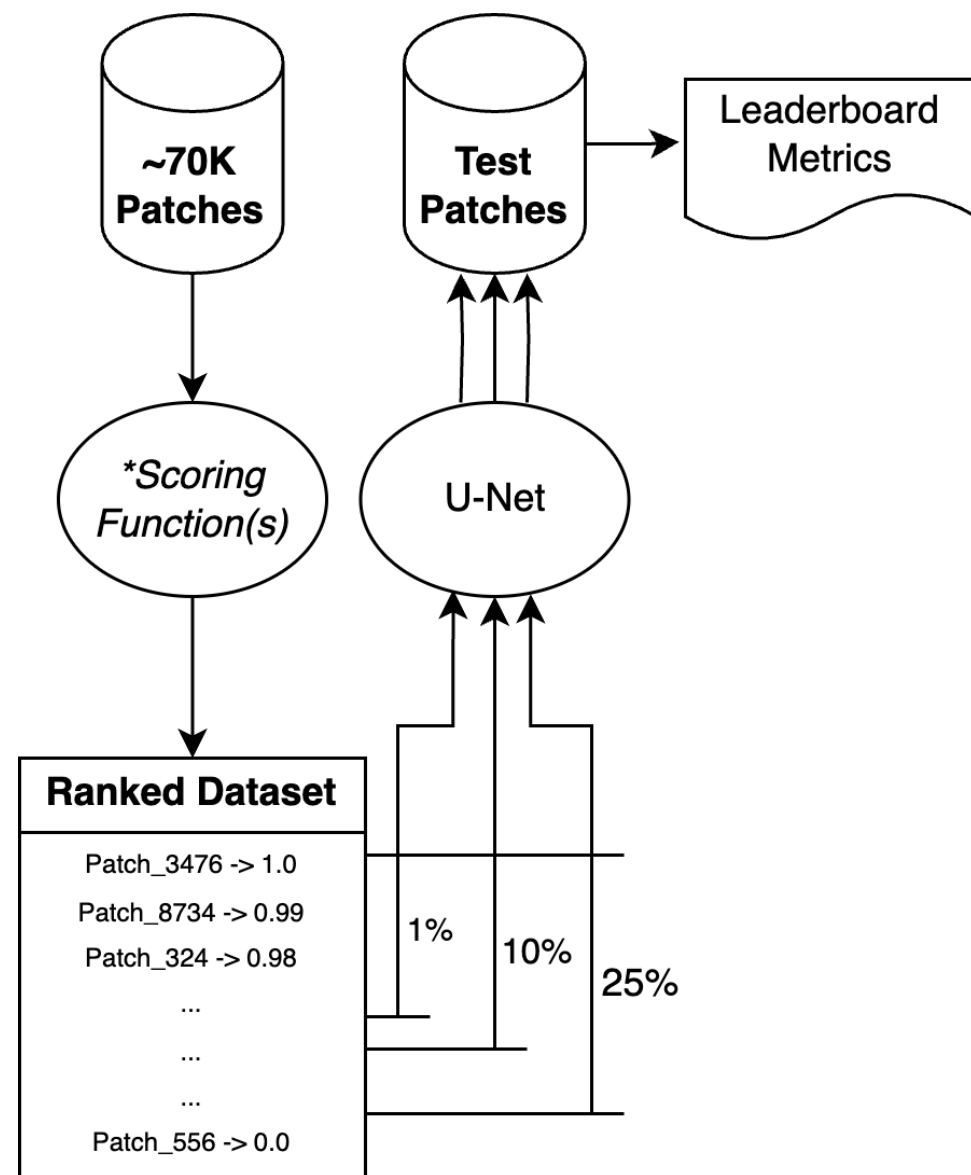 ~70K
Patches
Test
Patches
Leaderboard
Metrics
*Scoring
Function(s)
U-Net
Ranked Dataset
Patch_3476 -> 1.0
Patch_8734 -> 0.99
Patch_324 -> 0.98
...
...
...
Patch_556 -> 0.0
1%
10%
25%